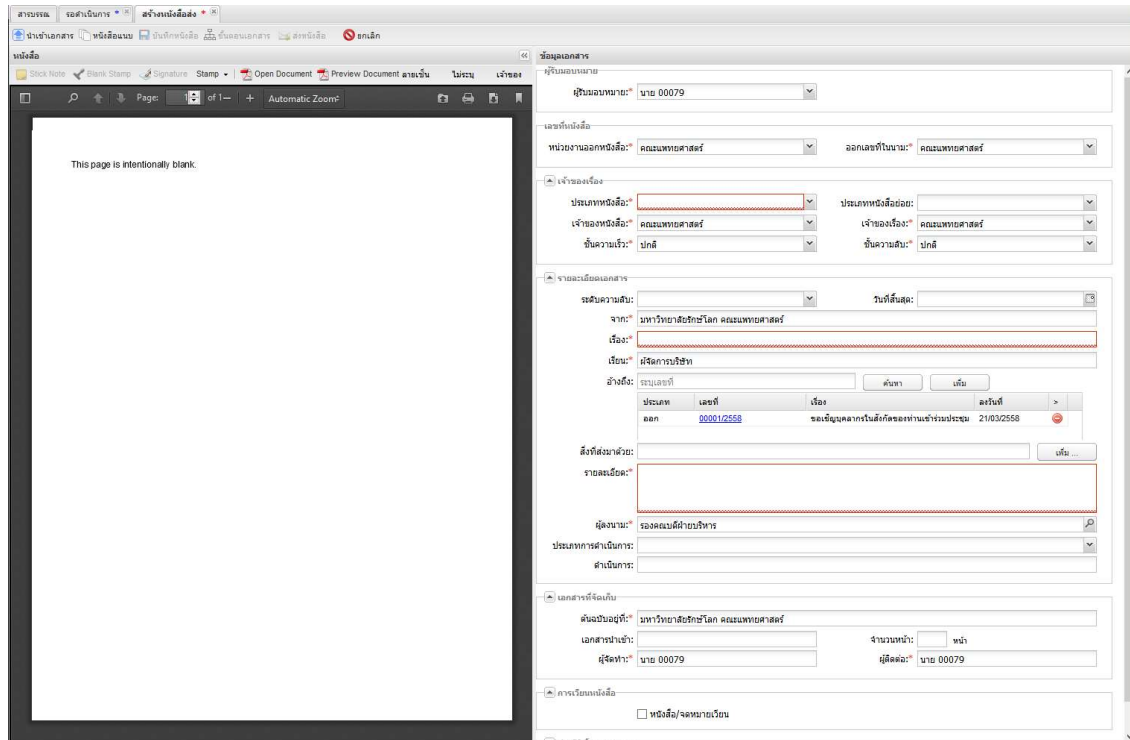 สารบรรณ รอดำเนินการ * สร้างหนังสือส่ง *
นำเข้าเอกสาร หนังสือแนบ บันทึกหนังสือ ขั้นตอนเอกสาร ส่งหนังสือ ยกเลิก
หนังสือ
Stick Note Blank Stamp Signature Stamp Open Document Preview Document ลายเซ็น ไม่ระบุ เจ้าของ
Page: 1 of 1 Automatic Zoom
This page is intentionally blank.
ข้อมูลเอกสาร
ผู้รับมอบหมาย
ผู้รับมอบหมาย:* นาย 00079
เลขที่หนังสือ
หน่วยงานออกหนังสือ:* คณะแพทยศาสตร์ ออกเลขที่ในนาม:* คณะแพทยศาสตร์
เจ้าของเรื่อง
ประเภทหนังสือ:* ประเภทหนังสือย่อย:
เจ้าของหนังสือ:* คณะแพทยศาสตร์ เจ้าของเรื่อง:* คณะแพทยศาสตร์
ชั้นความเร็ว:* ปกติ ชั้นความลับ:* ปกติ
รายละเอียดเอกสาร
ระดับความลับ: วันที่สิ้นสุด:
จาก:* มหาวิทยาลัยรักษ์โลก คณะแพทยศาสตร์
เรื่อง:*
เรียน:* ผู้จัดการบริษัท
อ้างถึง: ระบุเลขที่ ค้นหา เพิ่ม
ประเภท เลขที่ เรื่อง ลงวันที่ >
ออก 00001/2558 ขอเชิญบุคลากรในสังกัดของท่านเข้าร่วมประชุม 21/03/2558
สิ่งที่ส่งมาด้วย: เพิ่ม ...
รายละเอียด:*
ผู้ลงนาม:* รองคณบดีฝ่ายบริหาร
ประเภทการดำเนินการ:
ดำเนินการ:
เอกสารที่จัดเก็บ
ต้นฉบับอยู่ที่:* มหาวิทยาลัยรักษ์โลก คณะแพทยศาสตร์
เอกสารนำเข้า: จำนวนหน้า: หน้า
ผู้จัดทำ:* นาย 00079 ผู้ติดต่อ:* นาย 00079
การเวียนหนังสือ
หนังสือ/จดหมายเวียน